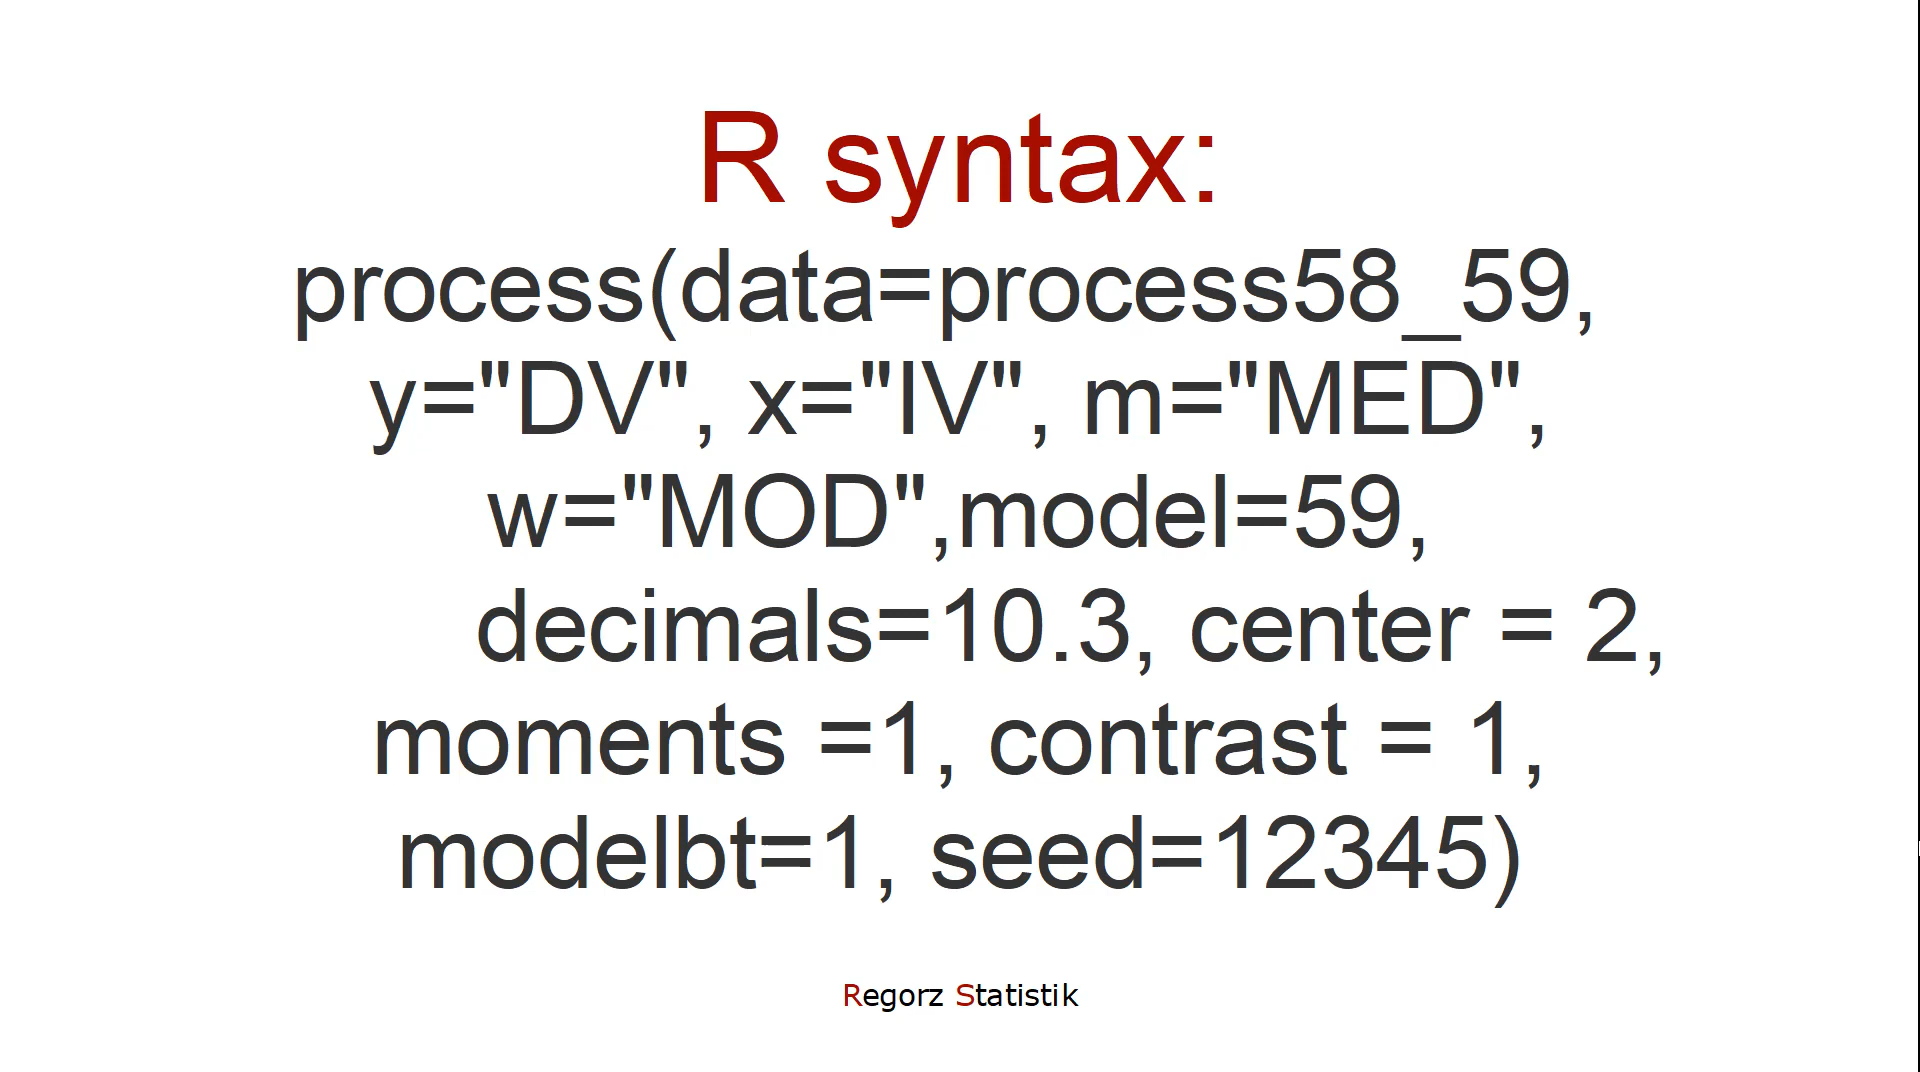 R syntax:
process(data=process58_59,
y="DV", x="IV", m="MED",
w="MOD",model=59,
decimals=10.3, center = 2,
moments =1, contrast = 1,
modelbt=1, seed=12345)
Regorz Statistik